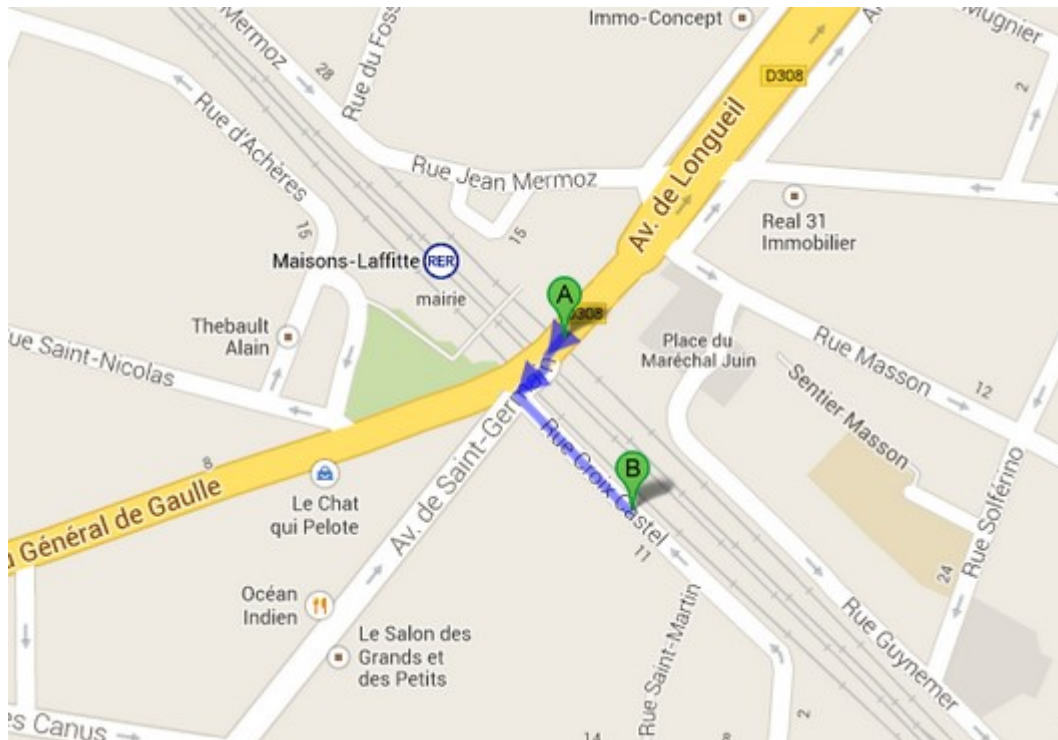 Immo-Concept
Mugnier
Mermoz
28
Rue du Foss
D308
2
Rue d'Achères
Rue Jean Mermoz
Av. de Longueil
Real 31
Immobilier
15
15
Maisons-Laffitte RER
mairie
A
D308
Thebault
Alain
Place du
Maréchal Juin
ue Saint-Nicolas
Rue Masson
12
Sentier Masson
8
Rue Croix Castel
B
Le Chat
qui Pelote
Av. de Saint-Germain
u Général de Gaulle
11
Rue Solférino
24
Océan
Indien
Le Salon des
Grands et
des Petits
Rue Saint-Martin
Rue Guynemer
es Canus
14
2